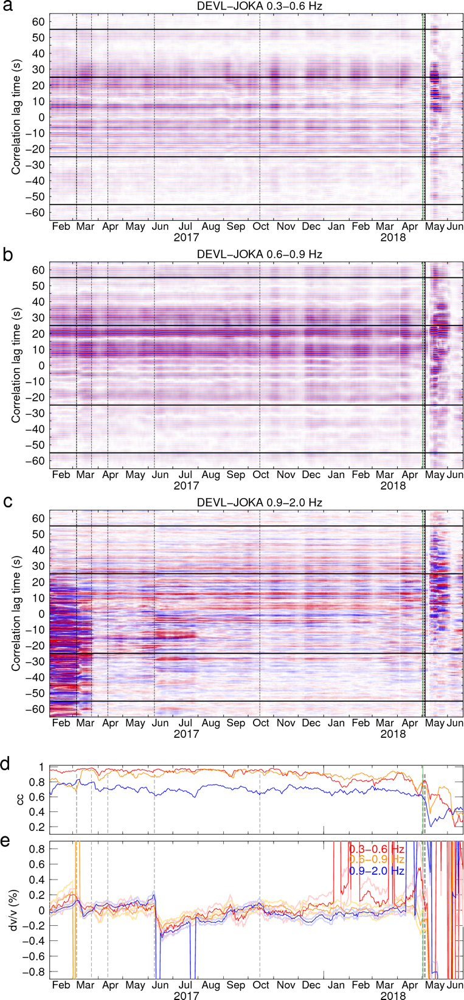 a
DEVL−JOKA 0.3−0.6 Hz
Correlation lag time (s)
60
50
40
30
20
10
0
−10
−20
−30
−40
−50
−60
Feb Mar Apr May Jun Jul Aug Sep Oct Nov Dec Jan Feb Mar Apr May Jun
2017 2018
b
DEVL−JOKA 0.6−0.9 Hz
Correlation lag time (s)
60
50
40
30
20
10
0
−10
−20
−30
−40
−50
−60
Feb Mar Apr May Jun Jul Aug Sep Oct Nov Dec Jan Feb Mar Apr May Jun
2017 2018
c
DEVL−JOKA 0.9−2.0 Hz
Correlation lag time (s)
60
50
40
30
20
10
0
−10
−20
−30
−40
−50
−60
Feb Mar Apr May Jun Jul Aug Sep Oct Nov Dec Jan Feb Mar Apr May Jun
2017 2018
d
cc
1
0.8
0.6
0.4
0.2
e
dv/v (%)
0.8
0.6
0.4
0.2
0
−0.2
−0.4
−0.6
−0.8
0.3−0.6 Hz
0.6−0.9 Hz
0.9−2.0 Hz
Feb Mar Apr May Jun Jul Aug Sep Oct Nov Dec Jan Feb Mar Apr May Jun
2017 2018